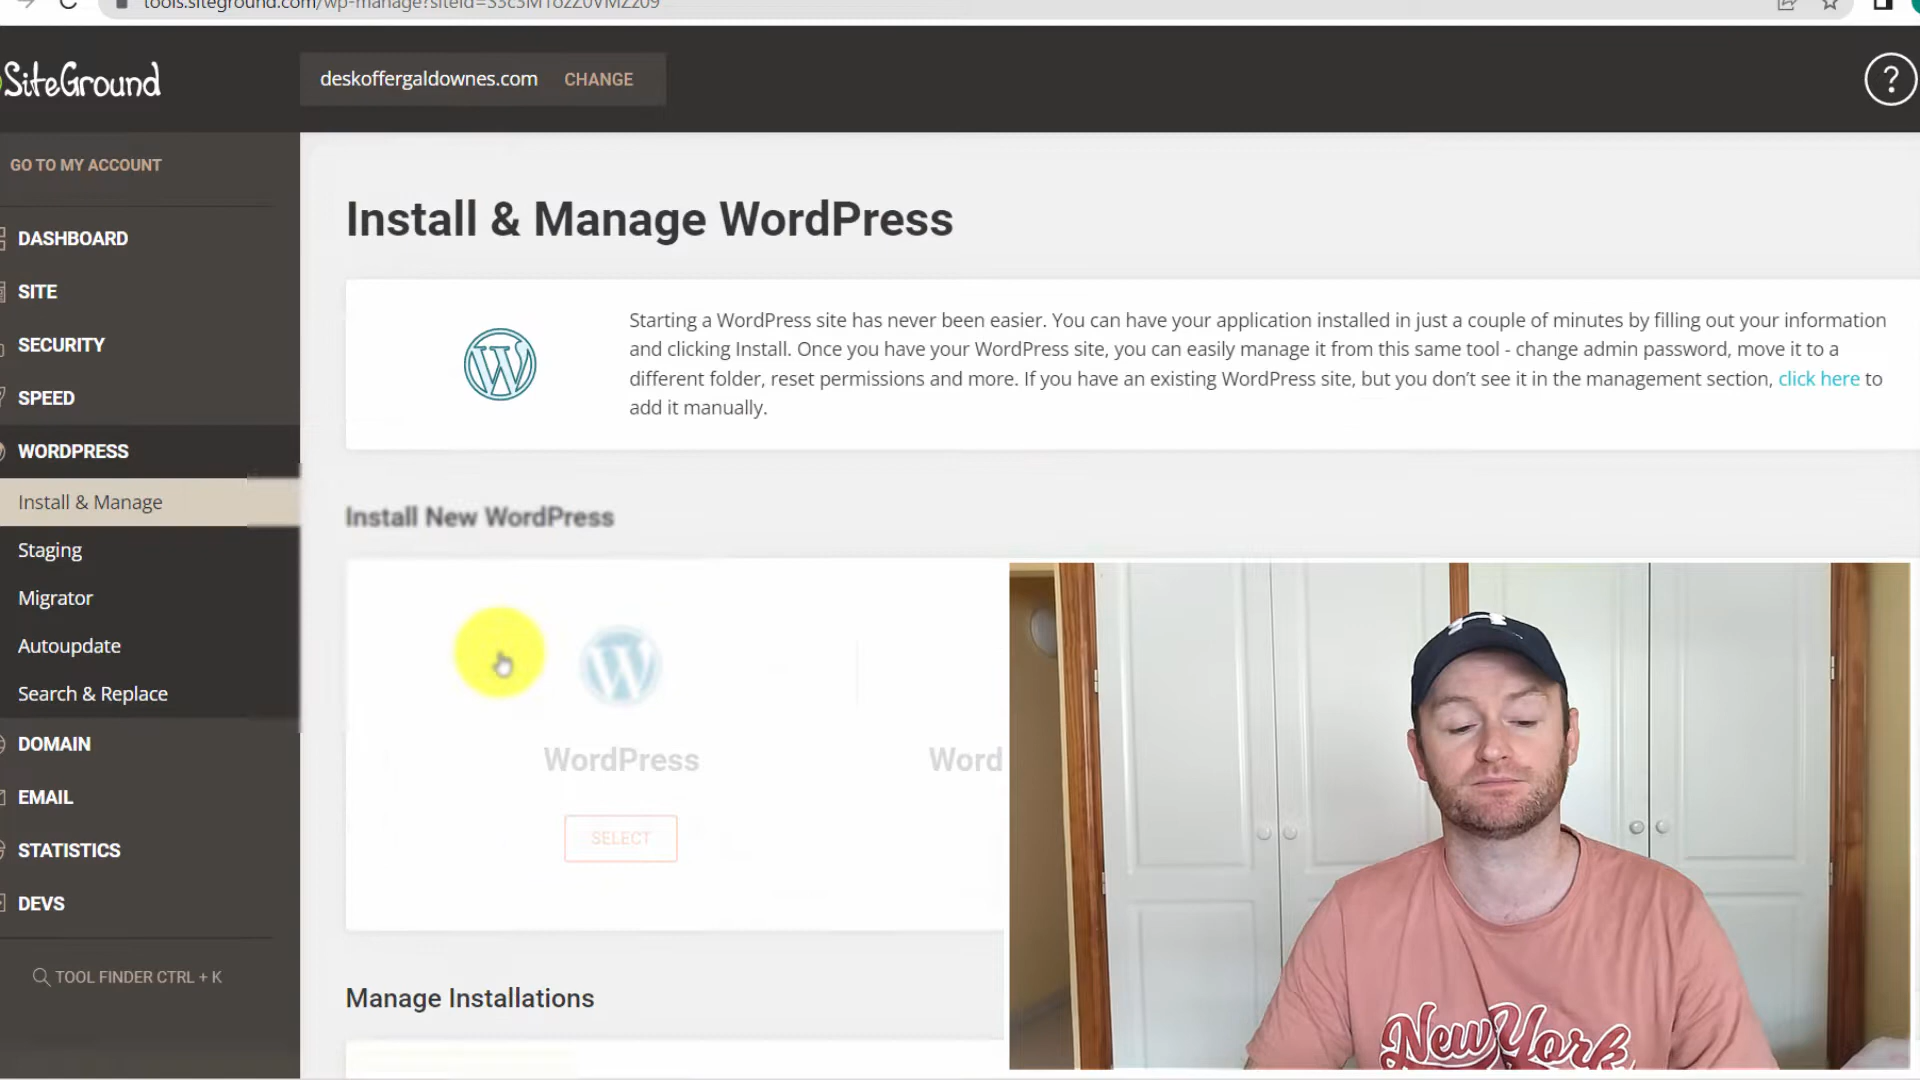 SiteGround
deskoffergaldownes.com CHANGE
?
GO TO MY ACCOUNT
DASHBOARD
SITE
SECURITY
SPEED
WORDPRESS
Install & Manage
Staging
Migrator
Autoupdate
Search & Replace
DOMAIN
EMAIL
STATISTICS
DEVS
TOOL FINDER CTRL + K
Install & Manage WordPress
Starting a WordPress site has never been easier. You can have your application installed in just a couple of minutes by filling out your information
and clicking Install. Once you have your WordPress site, you can easily manage it from this same tool - change admin password, move it to a
different folder, reset permissions and more. If you have an existing WordPress site, but you don’t see it in the management section, click here to
add it manually.
Install New WordPress
WordPress
SELECT
Word
Manage Installations
New York